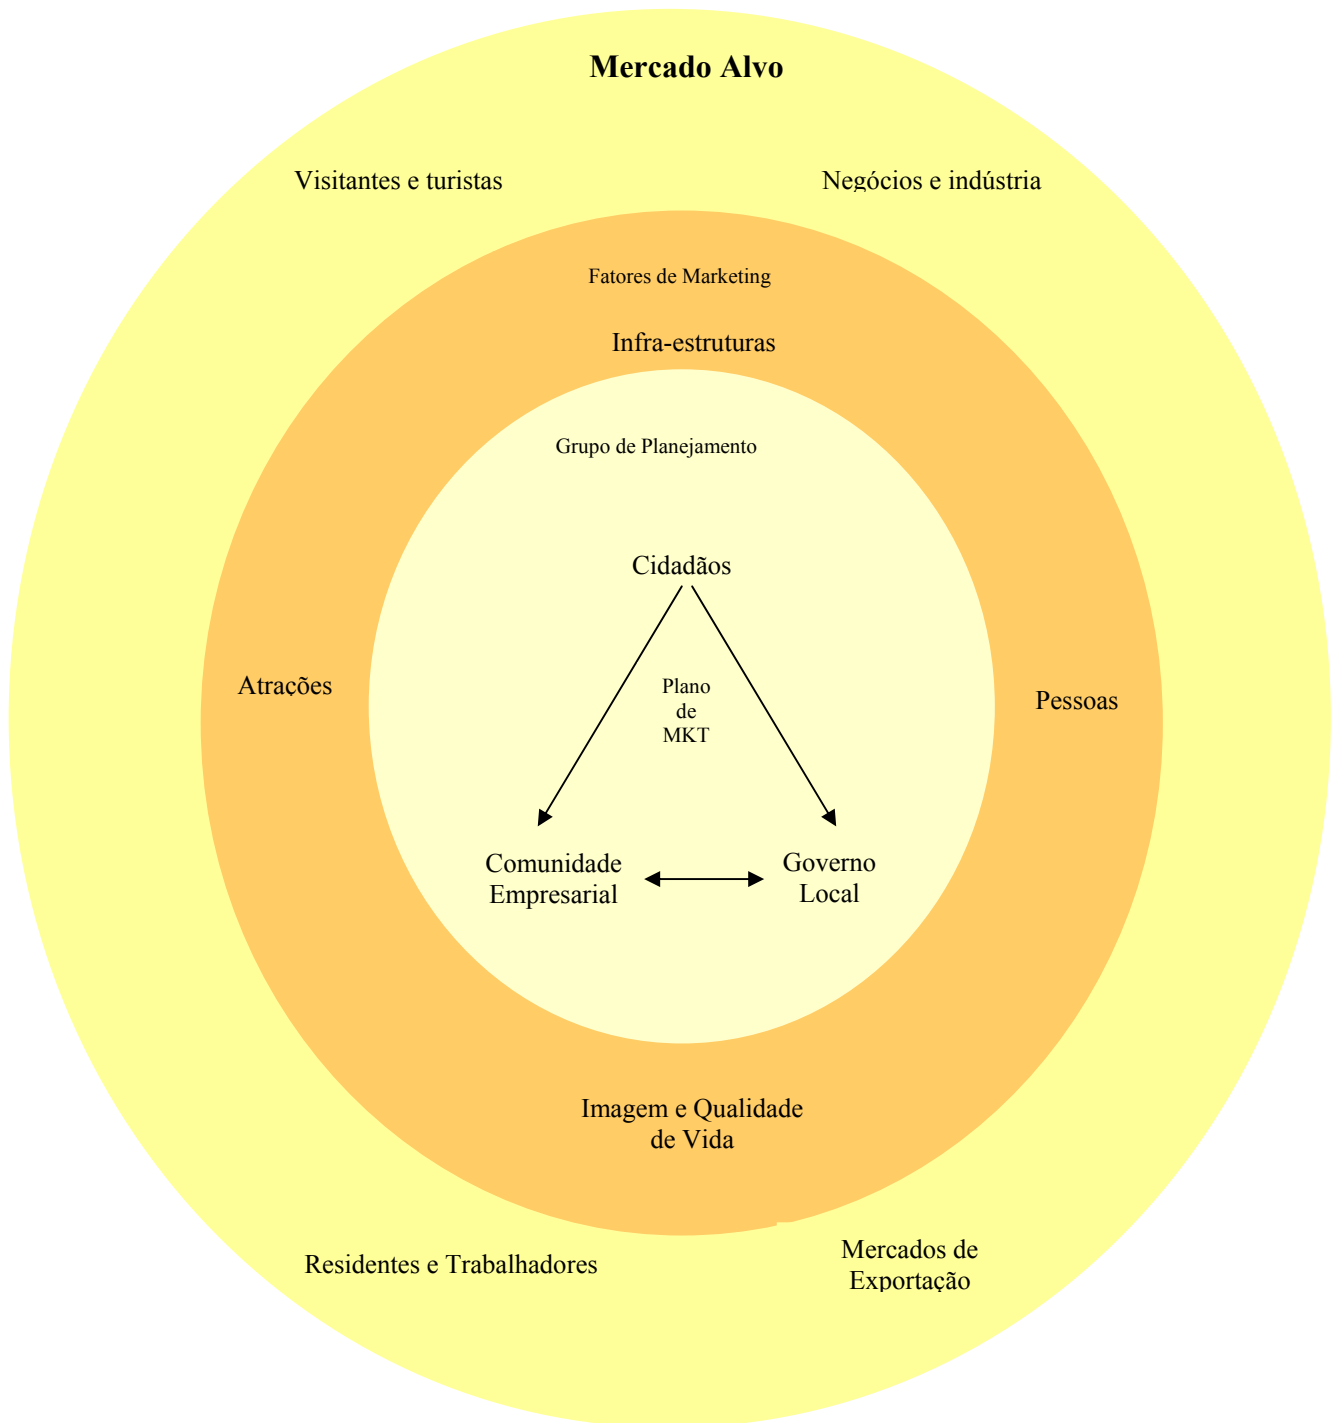 Mercado Alvo
Visitantes e turistas
Negócios e indústria
Fatores de Marketing
Infra-estruturas
Grupo de Planejamento
Cidadãos
Atrações
Plano
de
MKT
Pessoas
Comunidade
Empresarial
Governo
Local
Imagem e Qualidade
de Vida
Residentes e Trabalhadores
Mercados de
Exportação